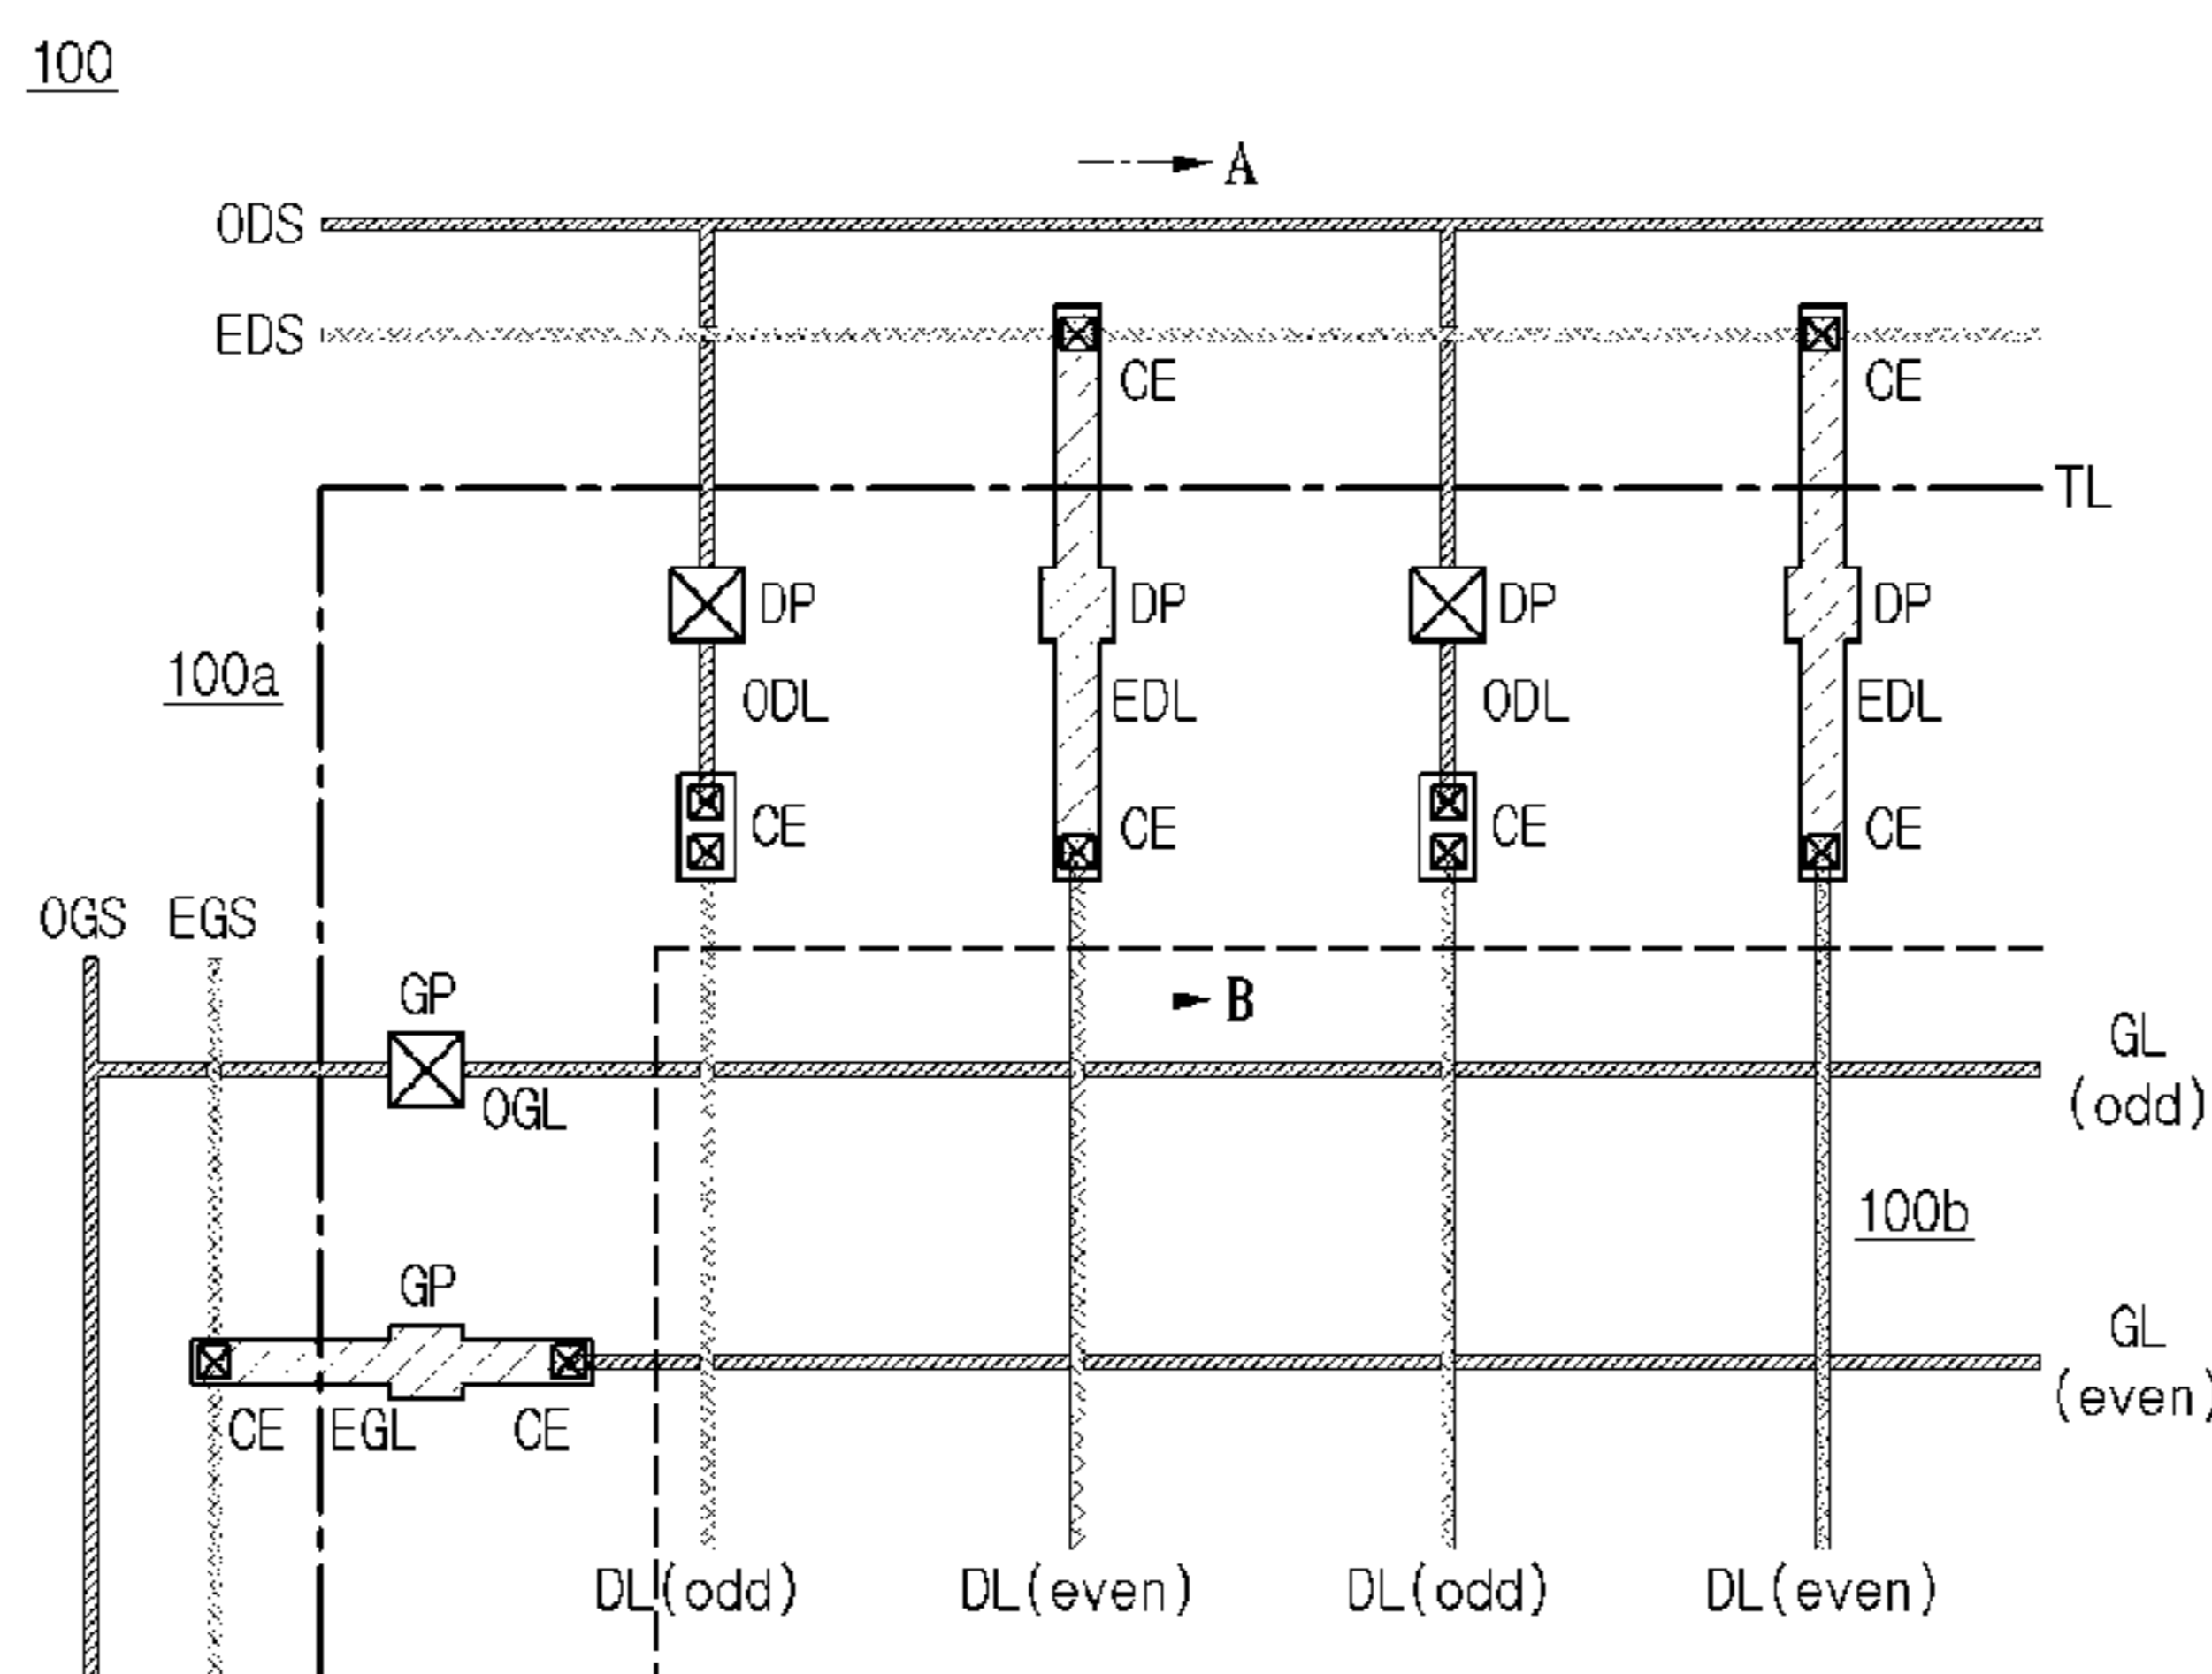 100
A
ODS
EDS
CE CE
TL
DP DP DP DP
100a
ODL EDL ODL EDL
CE CE CE CE
OGS EGS
GP
B
GL
(odd)
OGL
100b
GP
GL
(even)
CE EGL CE
DL(odd) DL(even) DL(odd) DL(even)